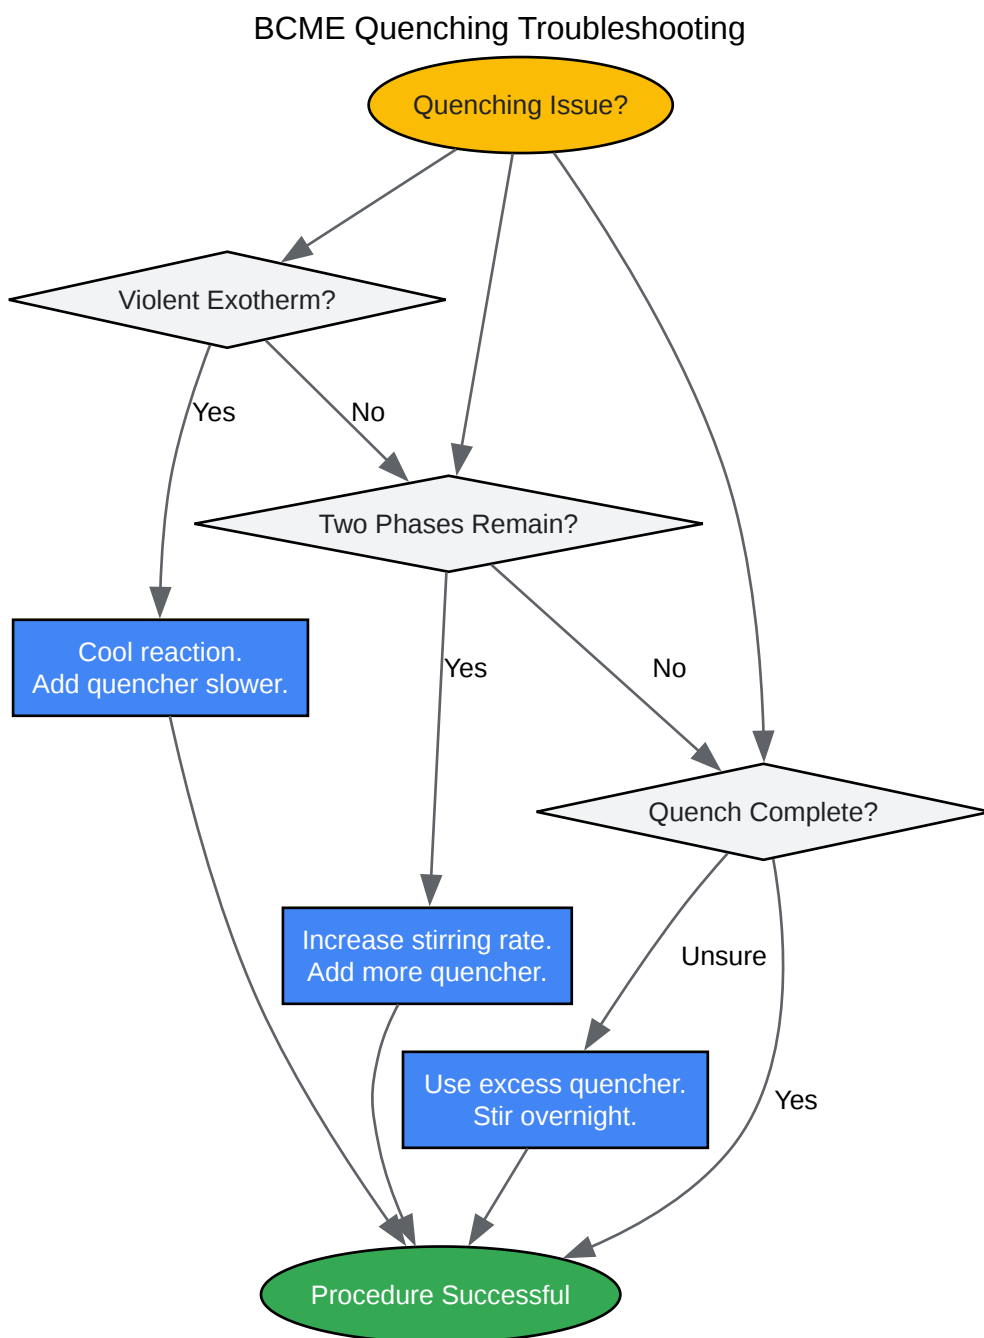 BCME Quenching Troubleshooting
Quenching Issue?
Violent Exotherm?
Yes
No
Two Phases Remain?
Cool reaction.
Add quencher slower.
Yes
No
Quench Complete?
Increase stirring rate.
Add more quencher.
Unsure
Use excess quencher.
Stir overnight.
Yes
Procedure Successful